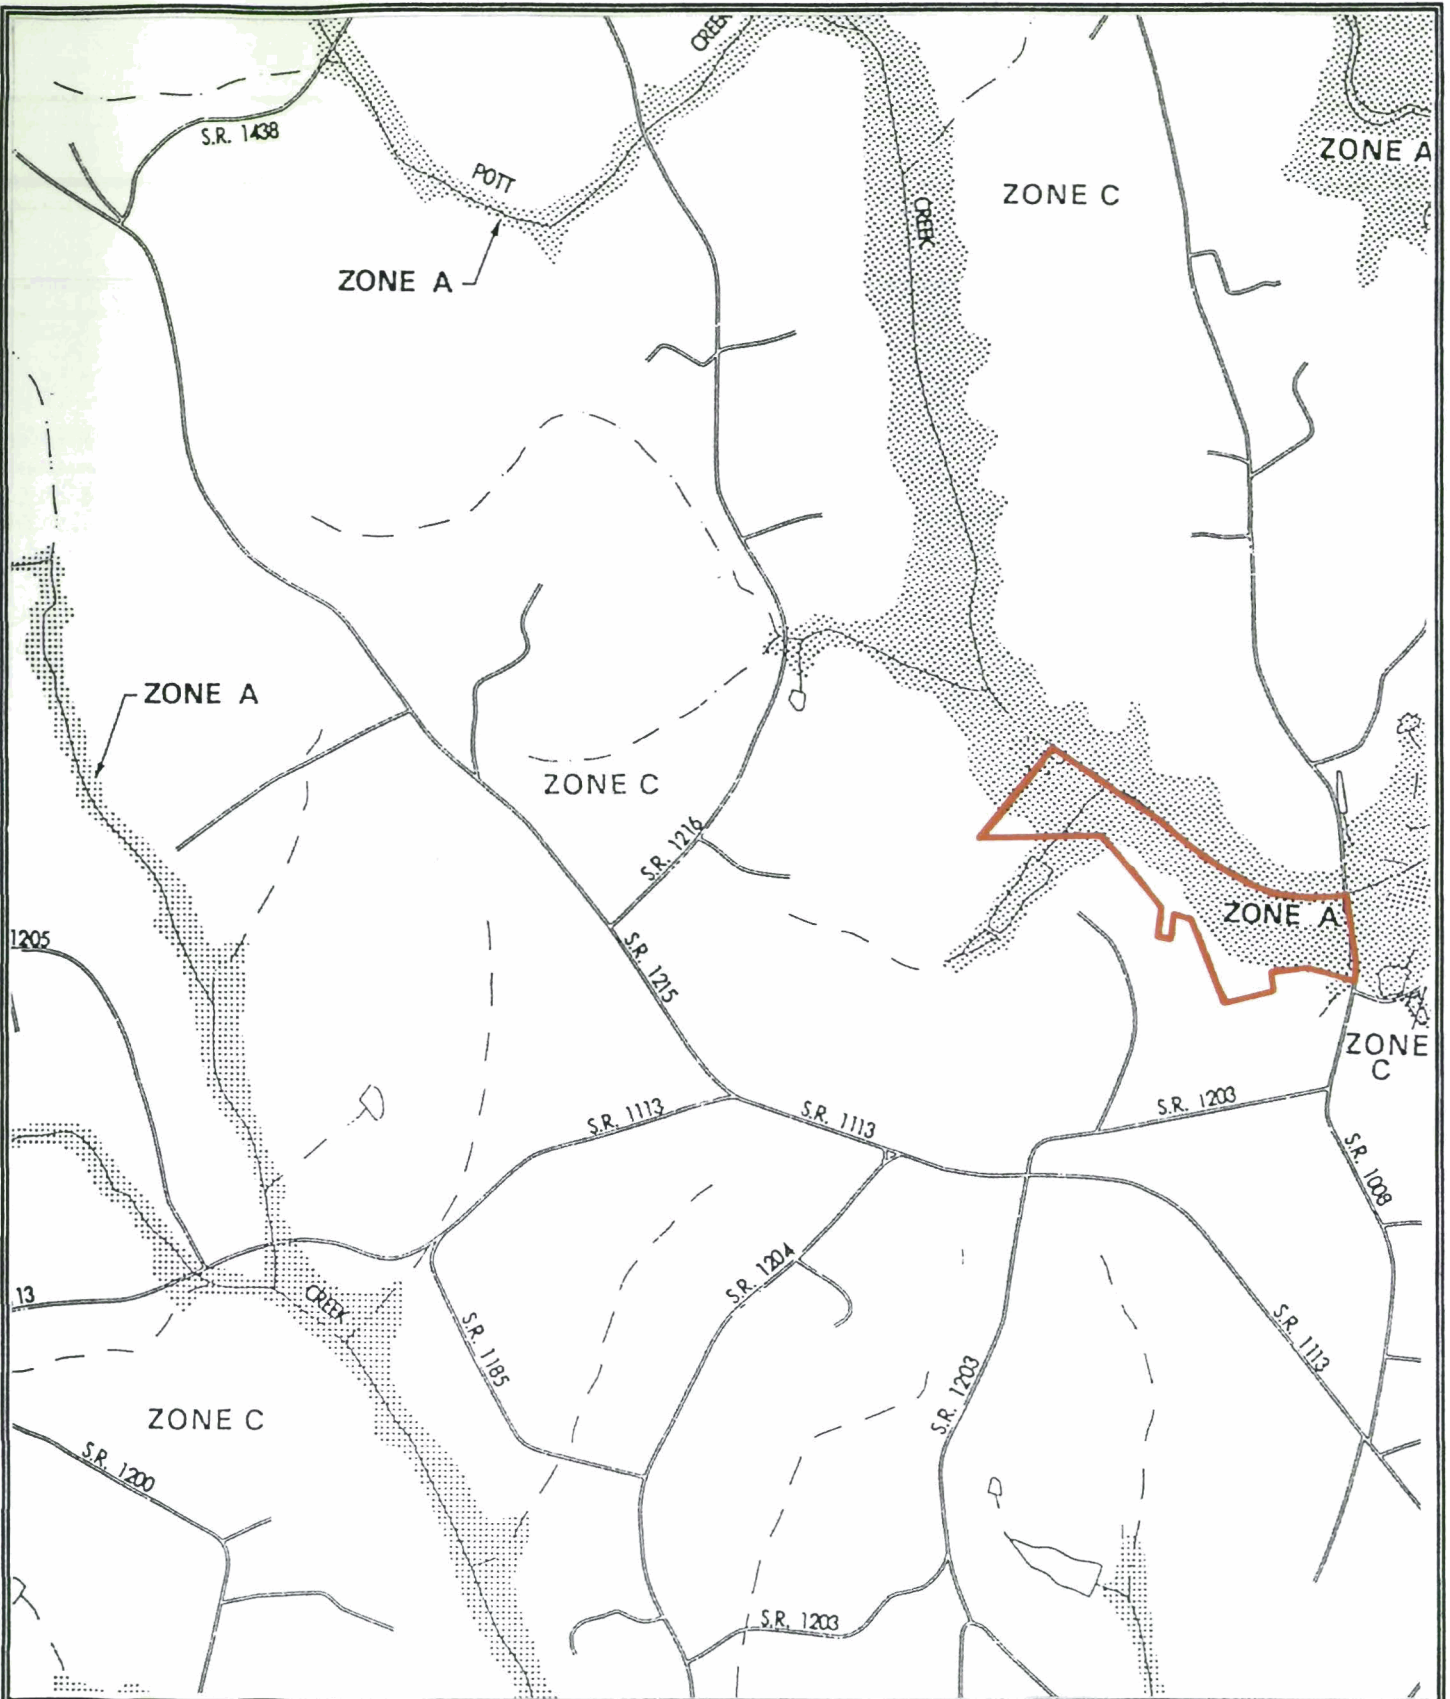 CREEK
S.R. 1438
ZONE A
POTT
ZONE C
CREEK
ZONE A
ZONE A
ZONE C
S.R. 1216
ZONE A
1205
S.R. 1215
ZONE
C
S.R. 1113
S.R. 1113
S.R. 1203
S.R. 1008
S.R. 1204
13
CREEK
S.R. 1185
S.R. 1113
S.R. 1203
ZONE C
S.R. 1200
S.R. 1203